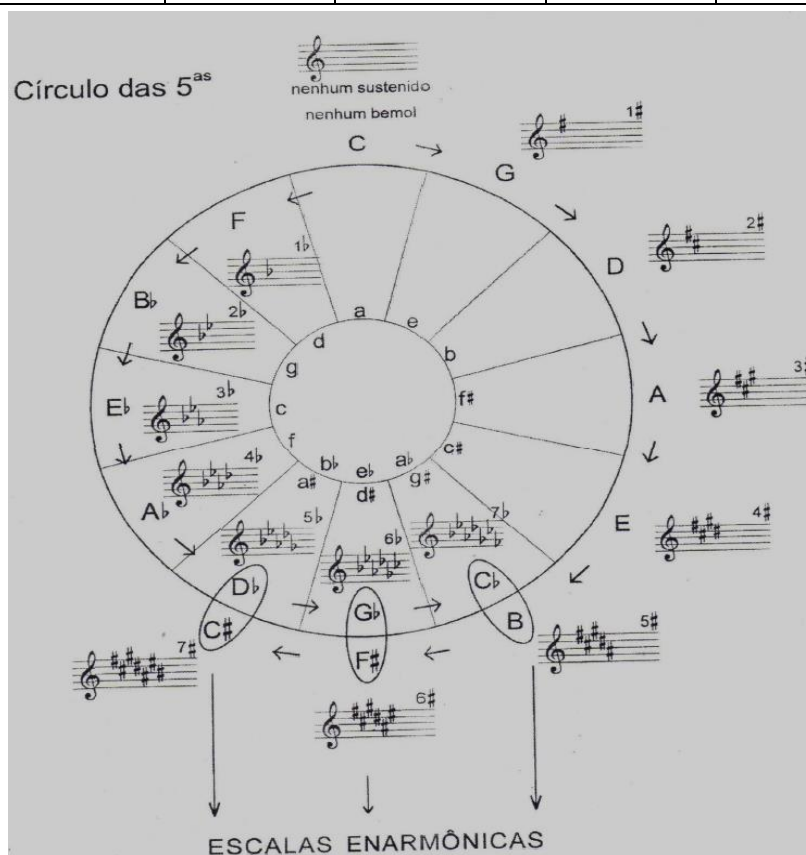 Círculo das 5as
nenhum sustenido
nenhum bemol
C
G
1#
F
1♭
D
2#
B♭
2♭
a
e
d
b
g
E♭
3♭
c
f#
A
3#
f
c#
A♭
4♭
b♭
e♭
a♭
a#
d#
g#
E
4#
5♭
6♭
7♭
D♭
G♭
C♭
C#
F#
B
7#
5#
6#
ESCALAS ENARMÔNICAS